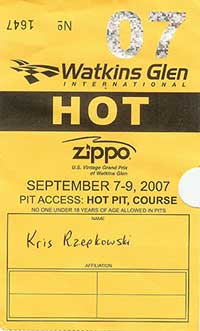 No 1647
07
Watkins Glen
INTERNATIONAL
HOT
Zippo
U.S. Vintage Grand Prix
of Watkins Glen
SEPTEMBER 7-9, 2007
PIT ACCESS: HOT PIT, COURSE
NO ONE UNDER 18 YEARS OF AGE ALLOWED IN PITS
NAME
Kris Rzepkowski
AFFILIATION